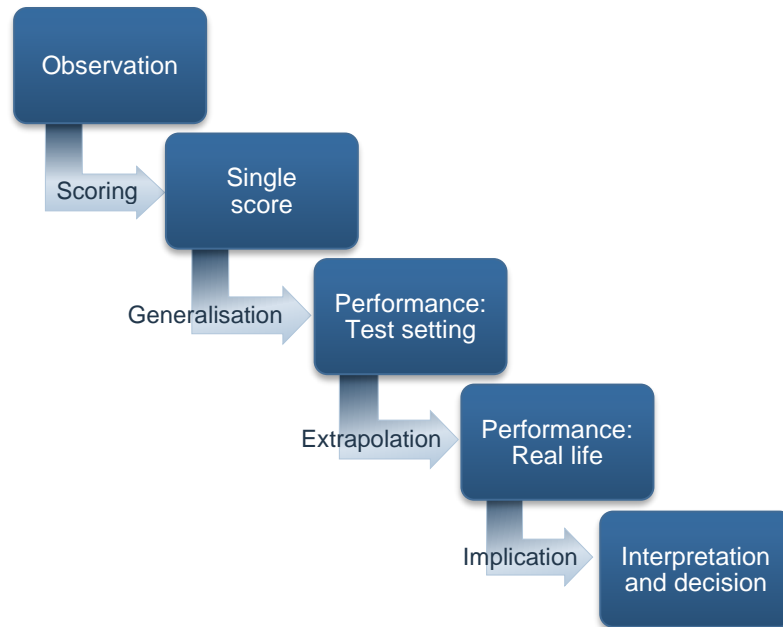 Observation
Scoring
Single
score
Generalisation
Performance:
Test setting
Extrapolation
Performance:
Real life
Implication
Interpretation
and decision